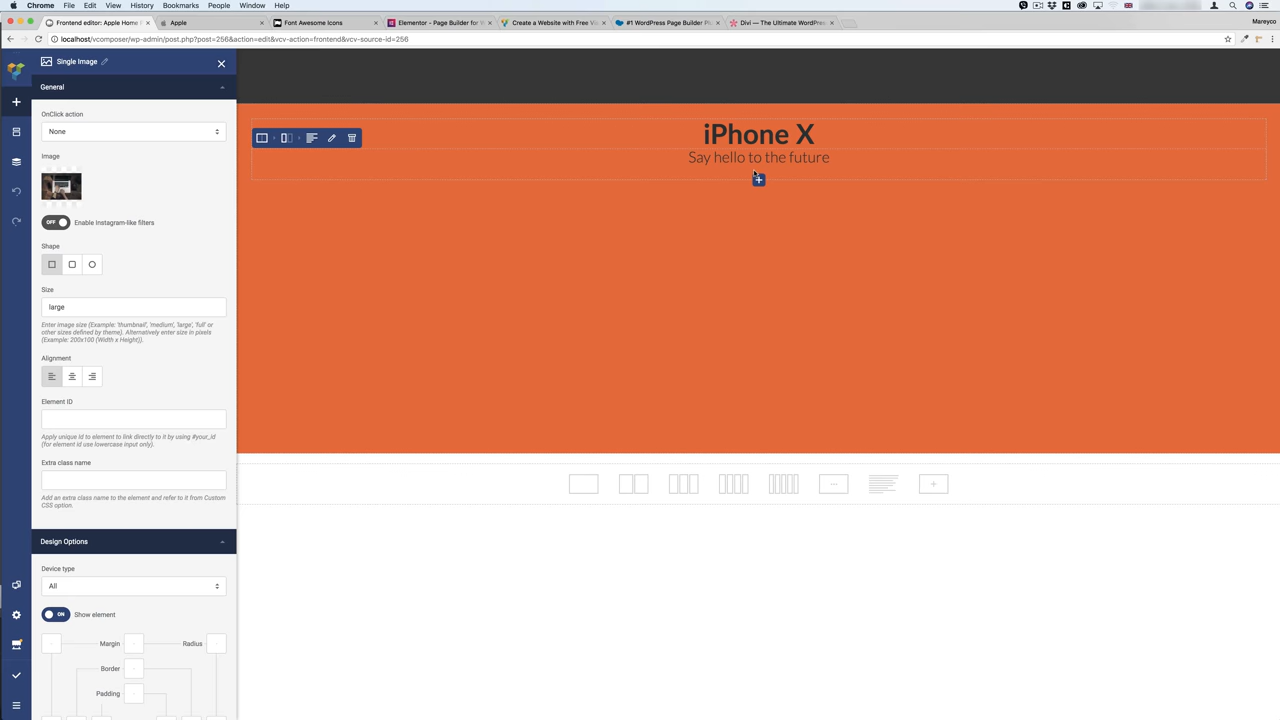 Chrome File Edit View History Bookmarks People Window Help
Frontend editor: Apple Home P
Apple
Font Awesome Icons
Elementor - Page Builder for W
Create a Website with Free Vi
#1 WordPress Page Builder Plu
Divi — The Ultimate WordPres
Mareyco
localhost/vcomposer/wp-admin/post.php?post=256&action=edit&vcv-action=frontend&vcv-source-id=256
Single Image
General
OnClick action
None
Image
OFF Enable Instagram-like filters
Shape
Size
large
Enter image size (Example: 'thumbnail', 'medium', 'large', 'full' or
other sizes defined by theme). Alternatively enter size in pixels
(Example: 200x100 (Width x Height)).
Alignment
Element ID
Apply unique Id to element to link directly to it by using #your_id
(for element id use lowercase input only).
Extra class name
Add an extra class name to the element and refer to it from Custom
CSS option.
Design Options
Device type
All
ON Show element
Margin Radius
Border
Padding
iPhone X
Say hello to the future